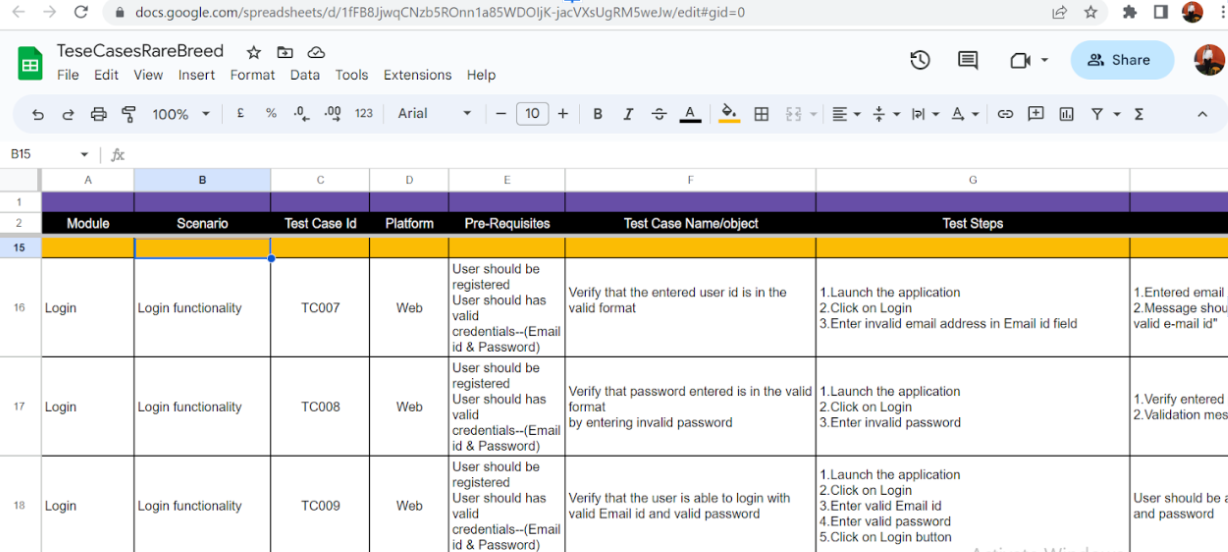 docs.google.com/spreadsheets/d/1fFB8JjwqCNzb5ROnn1a85WDOIjK-jacVXsUgRM5weJw/edit#gid=0
TeseCasesRareBreed
File Edit View Insert Format Data Tools Extensions Help
Share
100% £ % .0 .00 123 Arial 10 B I A
B15 fx
A B C D E F G
1
2 Module Scenario Test Case Id Platform Pre-Requisites Test Case Name/object Test Steps
15
16 Login Login functionality TC007 Web
User should be
registered
User should has
valid
credentials--(Email
id & Password)
Verify that the entered user id is in the
valid format
1.Launch the application
2.Click on Login
3.Enter invalid email address in Email id field
1.Entered email
2.Message shou
valid e-mail id"
17 Login Login functionality TC008 Web
User should be
registered
User should has
valid
credentials--(Email
id & Password)
Verify that password entered is in the valid
format
by entering invalid password
1.Launch the application
2.Click on Login
3.Enter invalid password
1.Verify entered
2.Validation mes
18 Login Login functionality TC009 Web
User should be
registered
User should has
valid
credentials--(Email
id & Password)
Verify that the user is able to login with
valid Email id and valid password
1.Launch the application
2.Click on Login
3.Enter valid Email id
4.Enter valid password
5.Click on Login button
User should be a
and password